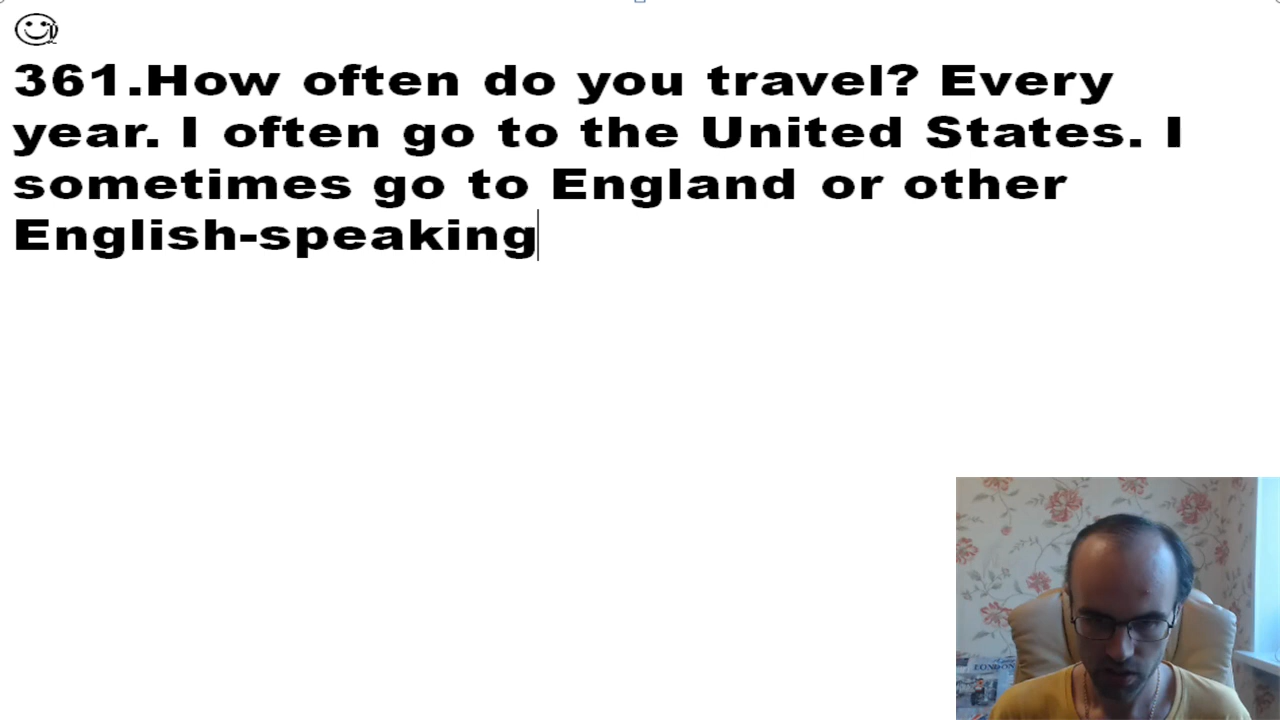 361.How often do you travel? Every
year. I often go to the United States. I
sometimes go to England or other
English-speaking
LONDON